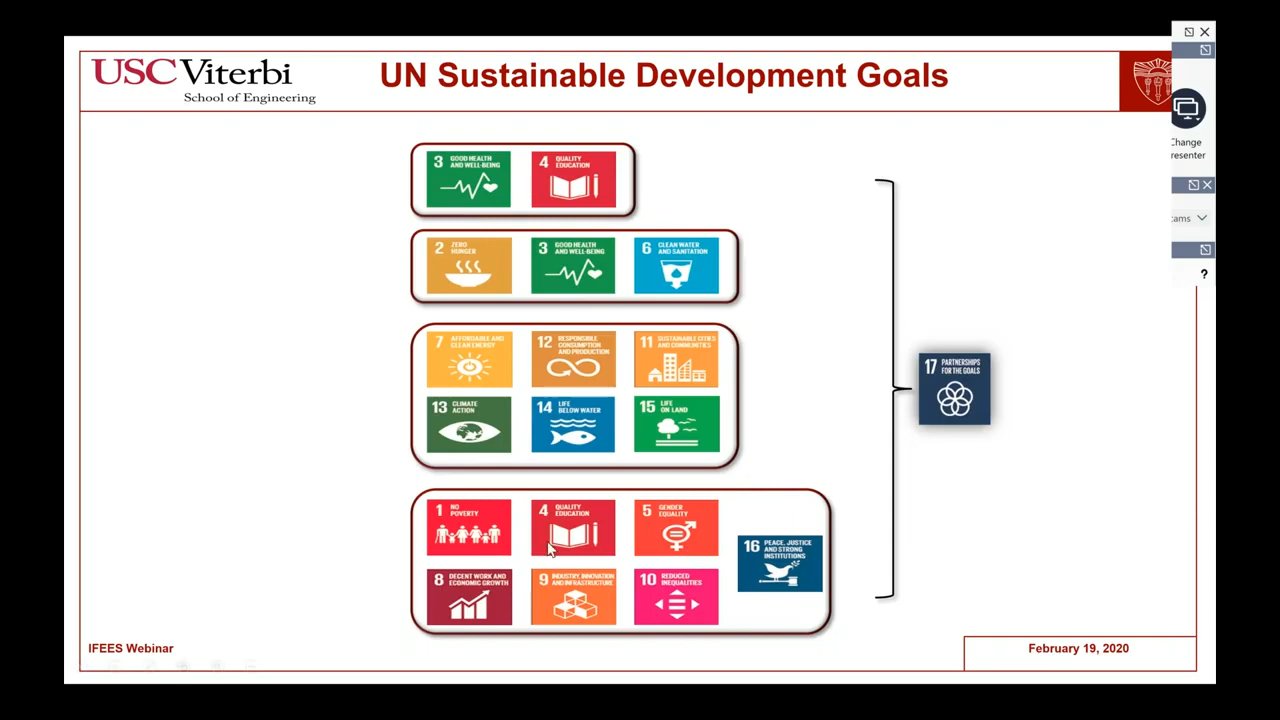 USC Viterbi
School of Engineering
UN Sustainable Development Goals
3 GOOD HEALTH
AND WELL-BEING
4 QUALITY
EDUCATION
2 ZERO
HUNGER
3 GOOD HEALTH
AND WELL-BEING
6 CLEAN WATER
AND SANITATION
7 AFFORDABLE AND
CLEAN ENERGY
12 RESPONSIBLE
CONSUMPTION
AND PRODUCTION
11 SUSTAINABLE CITIES
AND COMMUNITIES
13 CLIMATE
ACTION
14 LIFE
BELOW WATER
15 LIFE
ON LAND
1 NO
POVERTY
4 QUALITY
EDUCATION
5 GENDER
EQUALITY
8 DECENT WORK AND
ECONOMIC GROWTH
9 INDUSTRY, INNOVATION
AND INFRASTRUCTURE
10 REDUCED
INEQUALITIES
16 PEACE, JUSTICE
AND STRONG
INSTITUTIONS
17 PARTNERSHIPS
FOR THE GOALS
Change
resenter
cams
?
IFEES Webinar
February 19, 2020